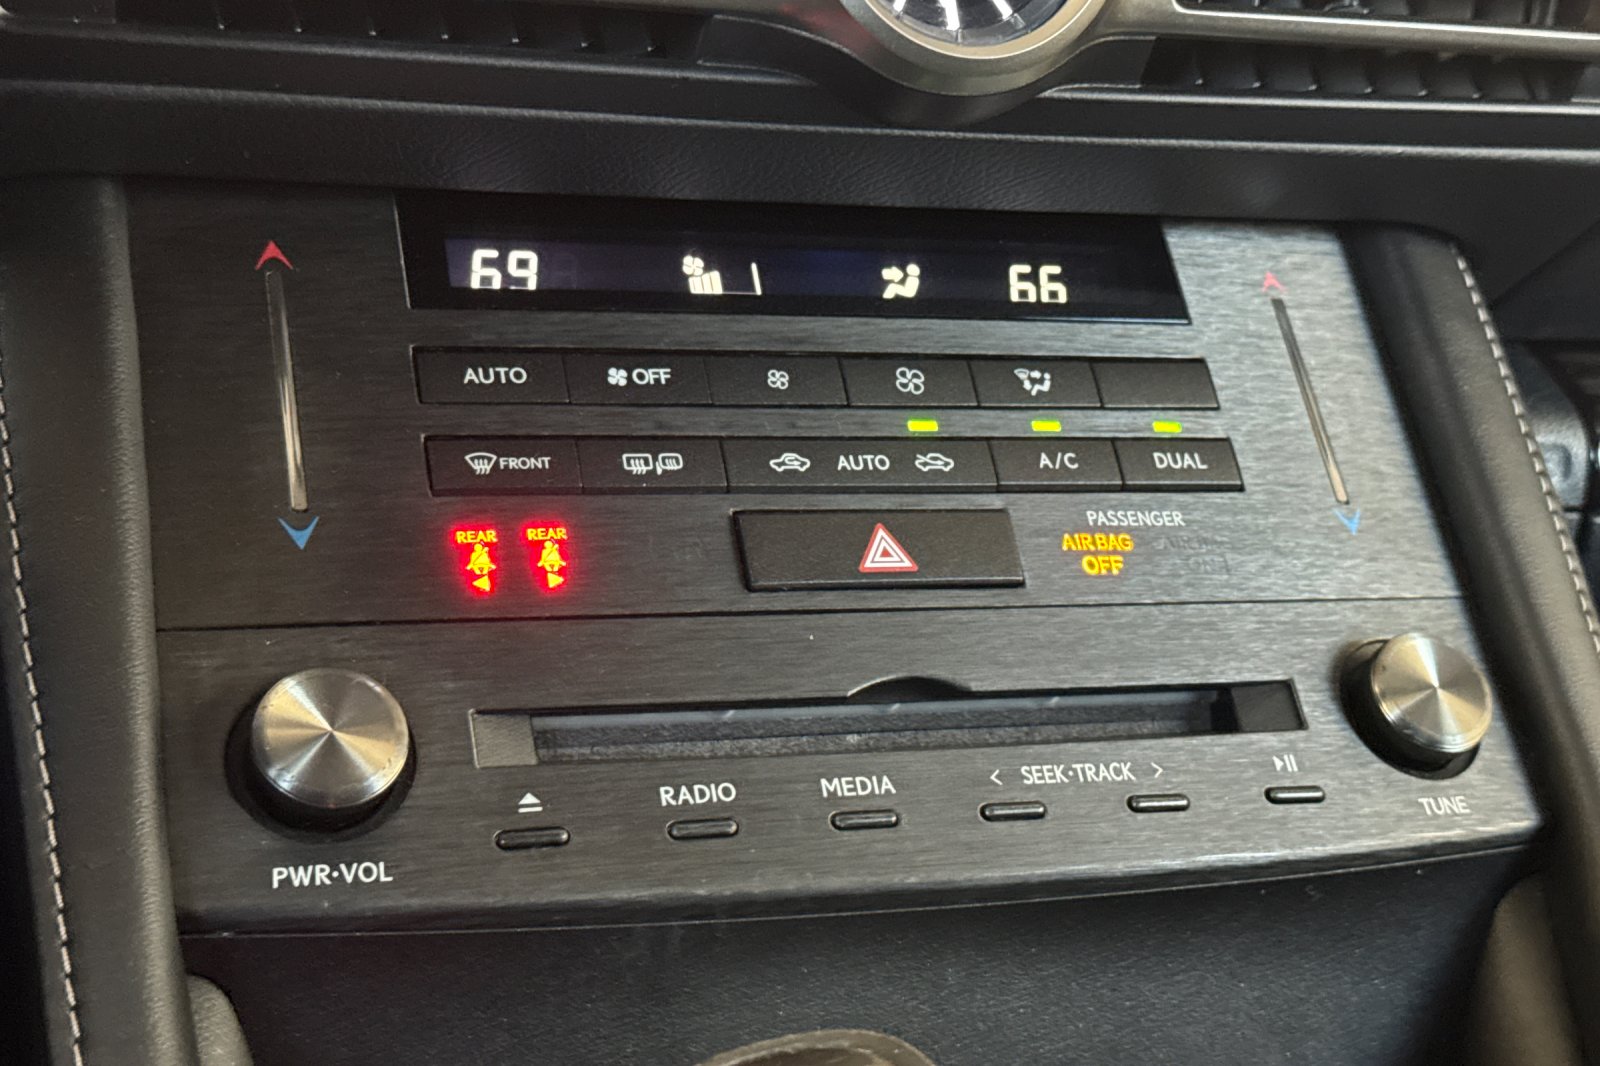 69 66
AUTO OFF
FRONT AUTO A/C DUAL
REAR REAR
PASSENGER
AIR BAG
OFF
RADIO MEDIA < SEEK•TRACK >
PWR•VOL TUNE